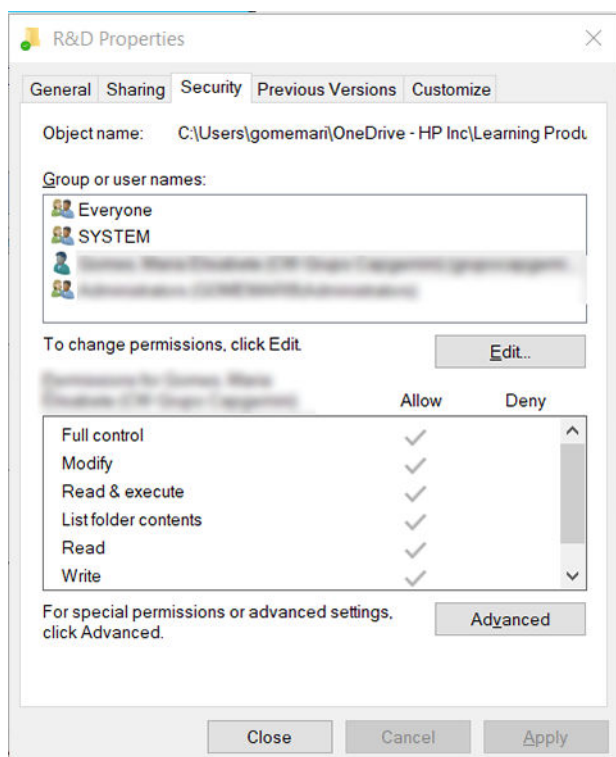 R&D Properties
General Sharing Security Previous Versions Customize
Object name: C:\Users\gomemari\OneDrive - HP Inc\Learning Produ
Group or user names:
Everyone
SYSTEM
To change permissions, click Edit.
Edit...
Allow Deny
Full control
Modify
Read & execute
List folder contents
Read
Write
For special permissions or advanced settings,
click Advanced.
Advanced
Close Cancel Apply